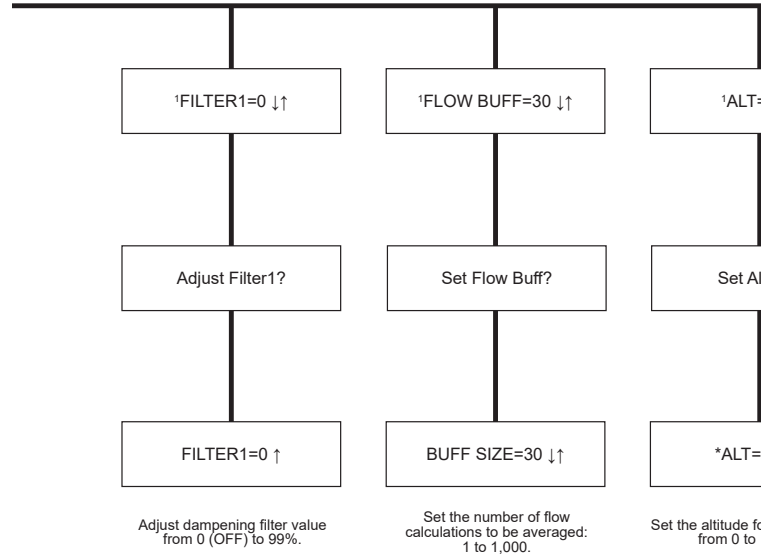 ¹FILTER1=0 ↓↑
¹FLOW BUFF=30 ↓↑
¹ALT=
Adjust Filter1?
Set Flow Buff?
Set Al
FILTER1=0 ↑
BUFF SIZE=30 ↓↑
*ALT=
Adjust dampening filter value
from 0 (OFF) to 99%.
Set the number of flow
calculations to be averaged:
1 to 1,000.
Set the altitude fo
from 0 to